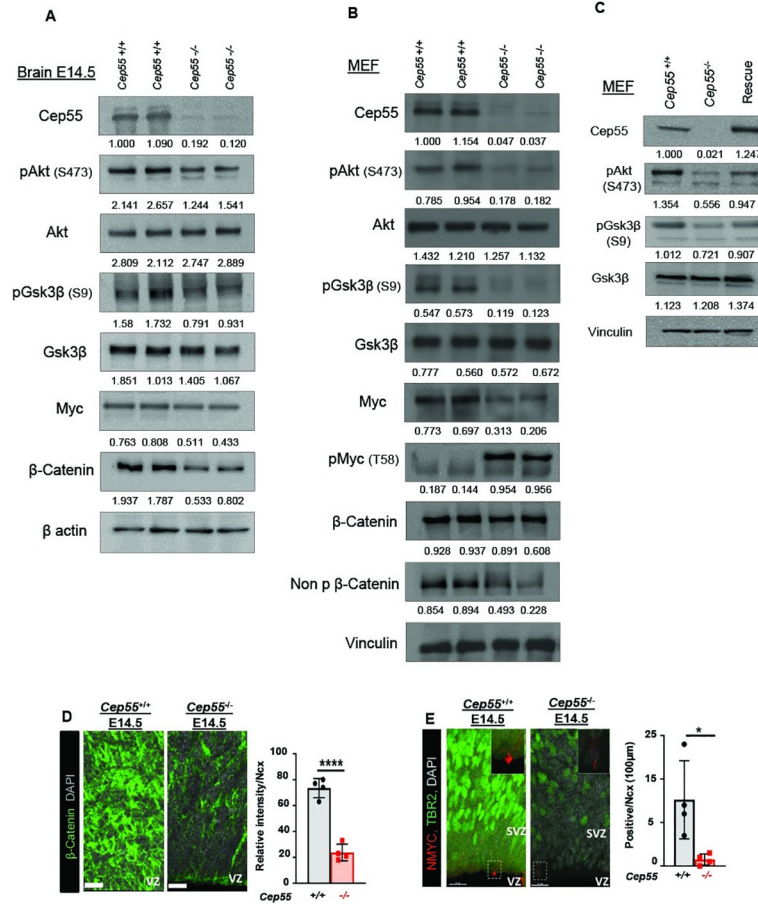 A
Brain E14.5
Cep55 +/+
Cep55 +/+
Cep55 -/-
Cep55 -/-
Cep55
1.000 1.090 0.192 0.120
pAkt (S473)
2.141 2.657 1.244 1.541
Akt
2.809 2.112 2.747 2.889
pGsk3β (S9)
1.58 1.732 0.791 0.931
Gsk3β
1.851 1.013 1.405 1.067
Myc
0.763 0.808 0.511 0.433
β-Catenin
1.937 1.787 0.533 0.802
β actin
B
MEF
Cep55 +/+
Cep55 +/+
Cep55 -/-
Cep55 -/-
Cep55
1.000 1.154 0.047 0.037
pAkt (S473)
0.785 0.954 0.178 0.182
Akt
1.432 1.210 1.257 1.132
pGsk3β (S9)
0.547 0.573 0.119 0.123
Gsk3β
0.777 0.560 0.572 0.672
Myc
0.773 0.697 0.313 0.206
pMyc (T58)
0.187 0.144 0.954 0.956
β-Catenin
0.928 0.937 0.891 0.608
Non p β-Catenin
0.854 0.894 0.493 0.228
Vinculin
C
MEF
Cep55 +/+
Cep55-/-
Rescue
Cep55
1.000 0.021 1.247
pAkt
(S473)
1.354 0.556 0.947
pGsk3β
(S9)
1.012 0.721 0.907
Gsk3β
1.123 1.208 1.374
Vinculin
D
Cep55+/+
E14.5
Cep55-/-
E14.5
β-Catenin DAPI
VZ
VZ
Relative intensity/Ncx
100
80
60
40
20
0
****
Cep55 +/+ -/-
E
Cep55+/+
E14.5
Cep55-/-
E14.5
NMYC, TBR2, DAPI
SVZ
VZ
SVZ
VZ
Positive/Ncx (100µm)
25
15
5
0
*
Cep55 +/+ -/-